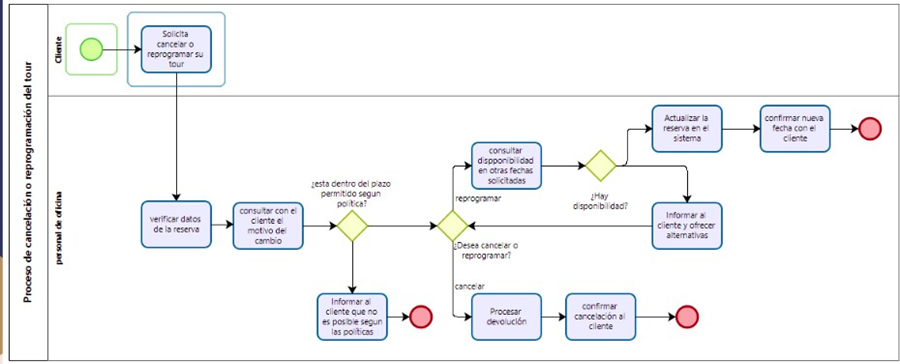 Proceso de cancelación o reprogramación del tour
Cliente
Solicita
cancelar o
reprogramar su
tour
personal de oficina
verificar datos
de la reserva
consultar con el
cliente el
motivo del
cambio
¿esta dentro del plazo
permitido segun
política?
Informar al
cliente que no
es posible segun
las políticas
¿Desea cancelar o
reprogramar?
reprogramar
consultar
dispponibilidad
en otras fechas
solicitadas
¿Hay
disponibilidad?
Actualizar la
reserva en el
sistema
confirmar nueva
fecha con el
cliente
Informar al
cliente y ofrecer
alternativas
cancelar
Procesar
devolución
confirmar
cancelación al
cliente